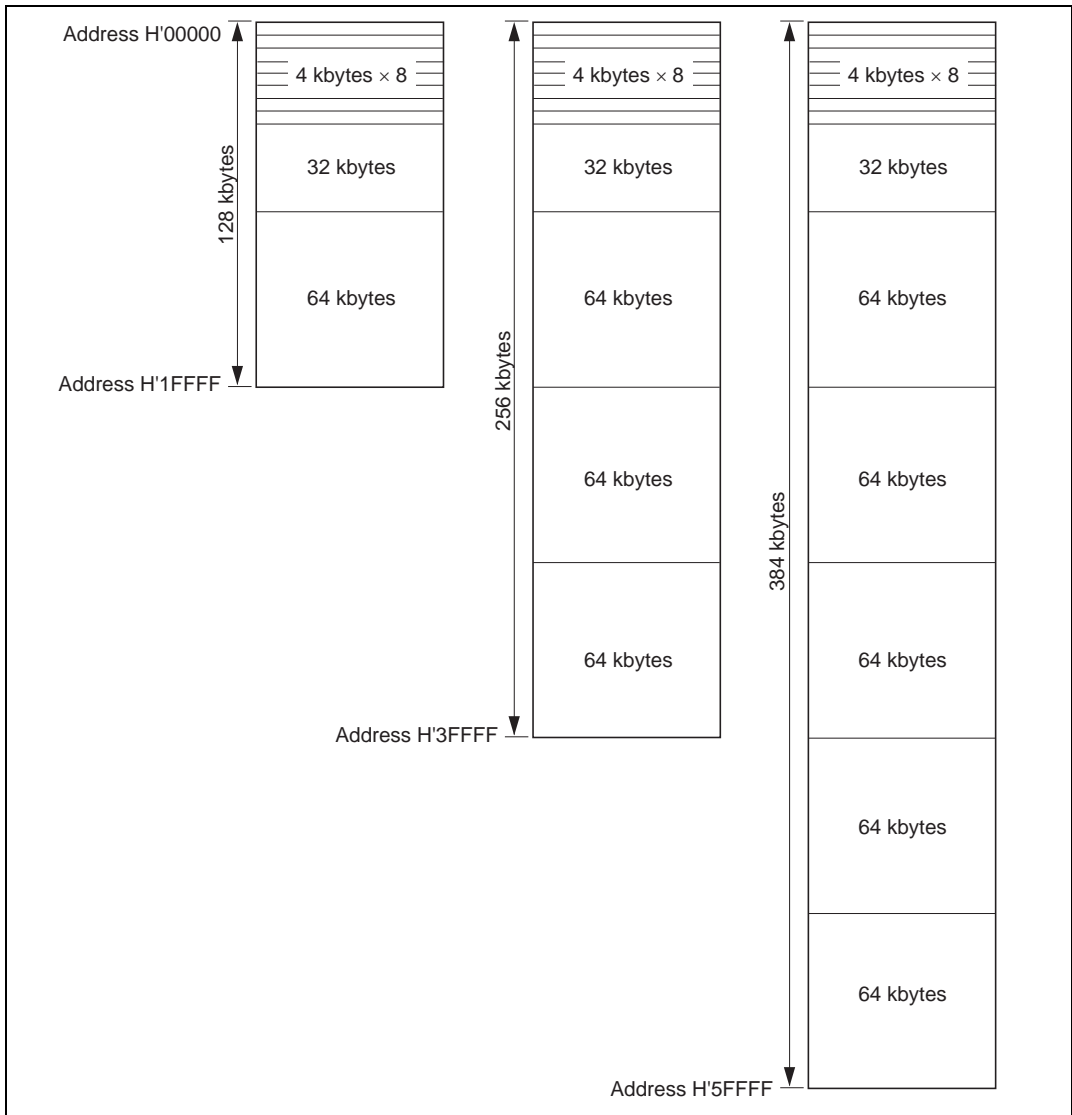 Address H'00000
4 kbytes × 8
32 kbytes
64 kbytes
128 kbytes
Address H'1FFFF
4 kbytes × 8
32 kbytes
64 kbytes
64 kbytes
64 kbytes
256 kbytes
Address H'3FFFF
4 kbytes × 8
32 kbytes
64 kbytes
64 kbytes
64 kbytes
64 kbytes
64 kbytes
384 kbytes
Address H'5FFFF